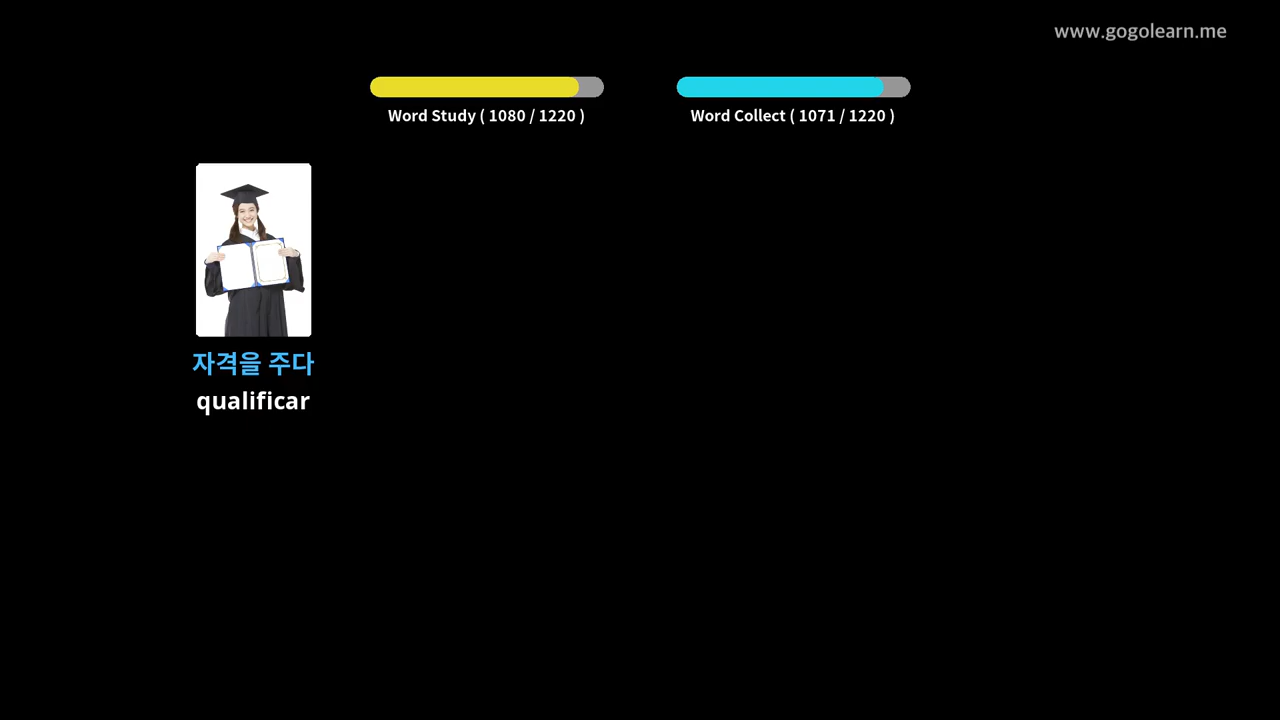 www.gogolearn.me
Word Study ( 1080 / 1220 )
Word Collect ( 1071 / 1220 )
자격을 주다
qualificar